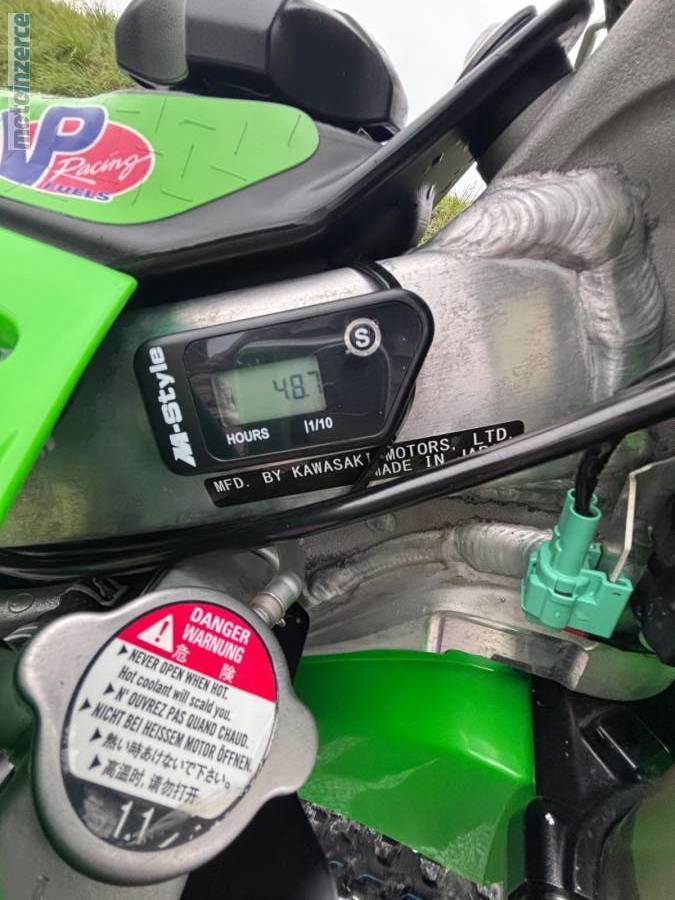 motoinzerce
VP
Racing
FUELS
M-Style
S
48.7
HOURS 1/10
MFD. BY KAWASAKI MOTORS, LTD.
MADE IN
DANGER
WARNUNG
危 険
▶NEVER OPEN WHEN HOT.
Hot coolant will scald you.
▶N'OUVREZ PAS QUAND CHAUD.
▶NICHT BEI HEISSEM MOTOR ÖFFNEN.
▶熱い時あけないで下さい。
▶高温时, 请勿打开
1.1